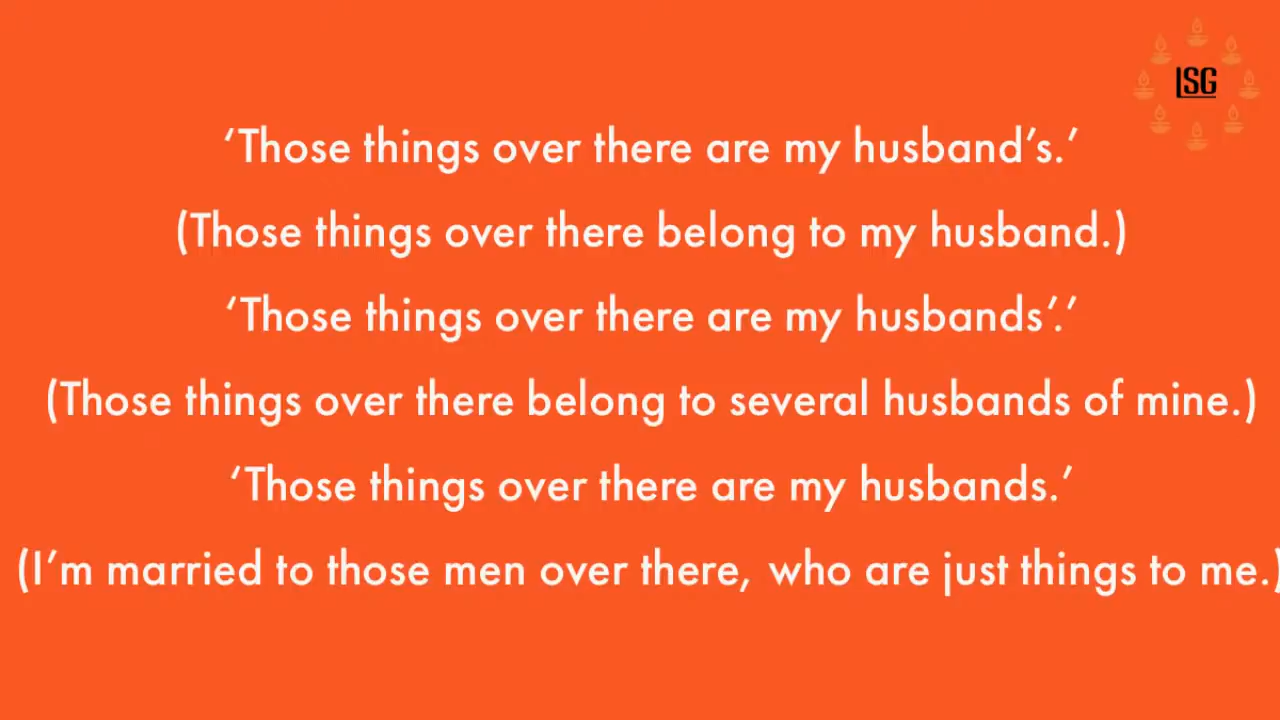 LSG
‘Those things over there are my husband’s.’
(Those things over there belong to my husband.)
‘Those things over there are my husbands’.’
(Those things over there belong to several husbands of mine.)
‘Those things over there are my husbands.’
(I’m married to those men over there, who are just things to me.)